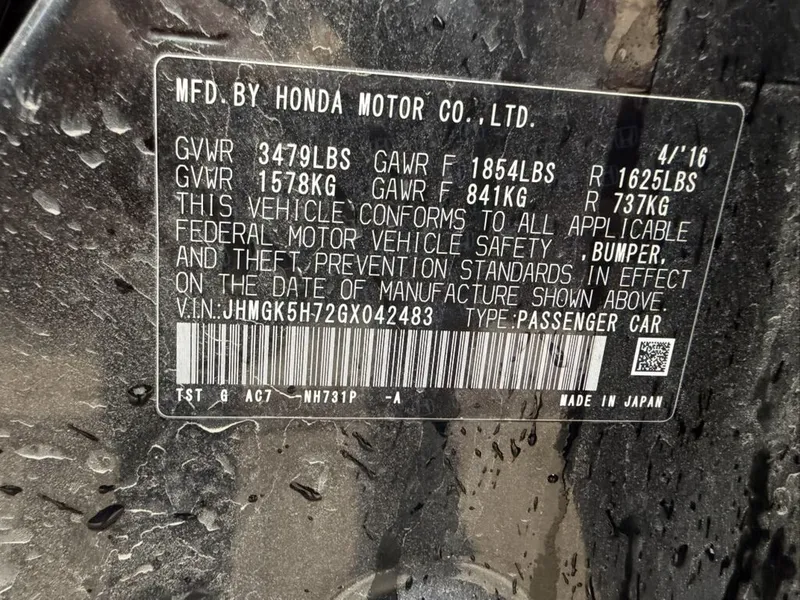 MFD. BY HONDA MOTOR CO.,LTD.
4/'16
GVWR 3479LBS GAWR F 1854LBS R 1625LBS
GVWR 1578KG GAWR F 841KG R 737KG
THIS VEHICLE CONFORMS TO ALL APPLICABLE
FEDERAL MOTOR VEHICLE SAFETY ,BUMPER,
AND THEFT PREVENTION STANDARDS IN EFFECT
ON THE DATE OF MANUFACTURE SHOWN ABOVE.
V.I.N.:JHMGK5H72GX042483 TYPE:PASSENGER CAR
TST G AC7 -NH731P -A MADE IN JAPAN